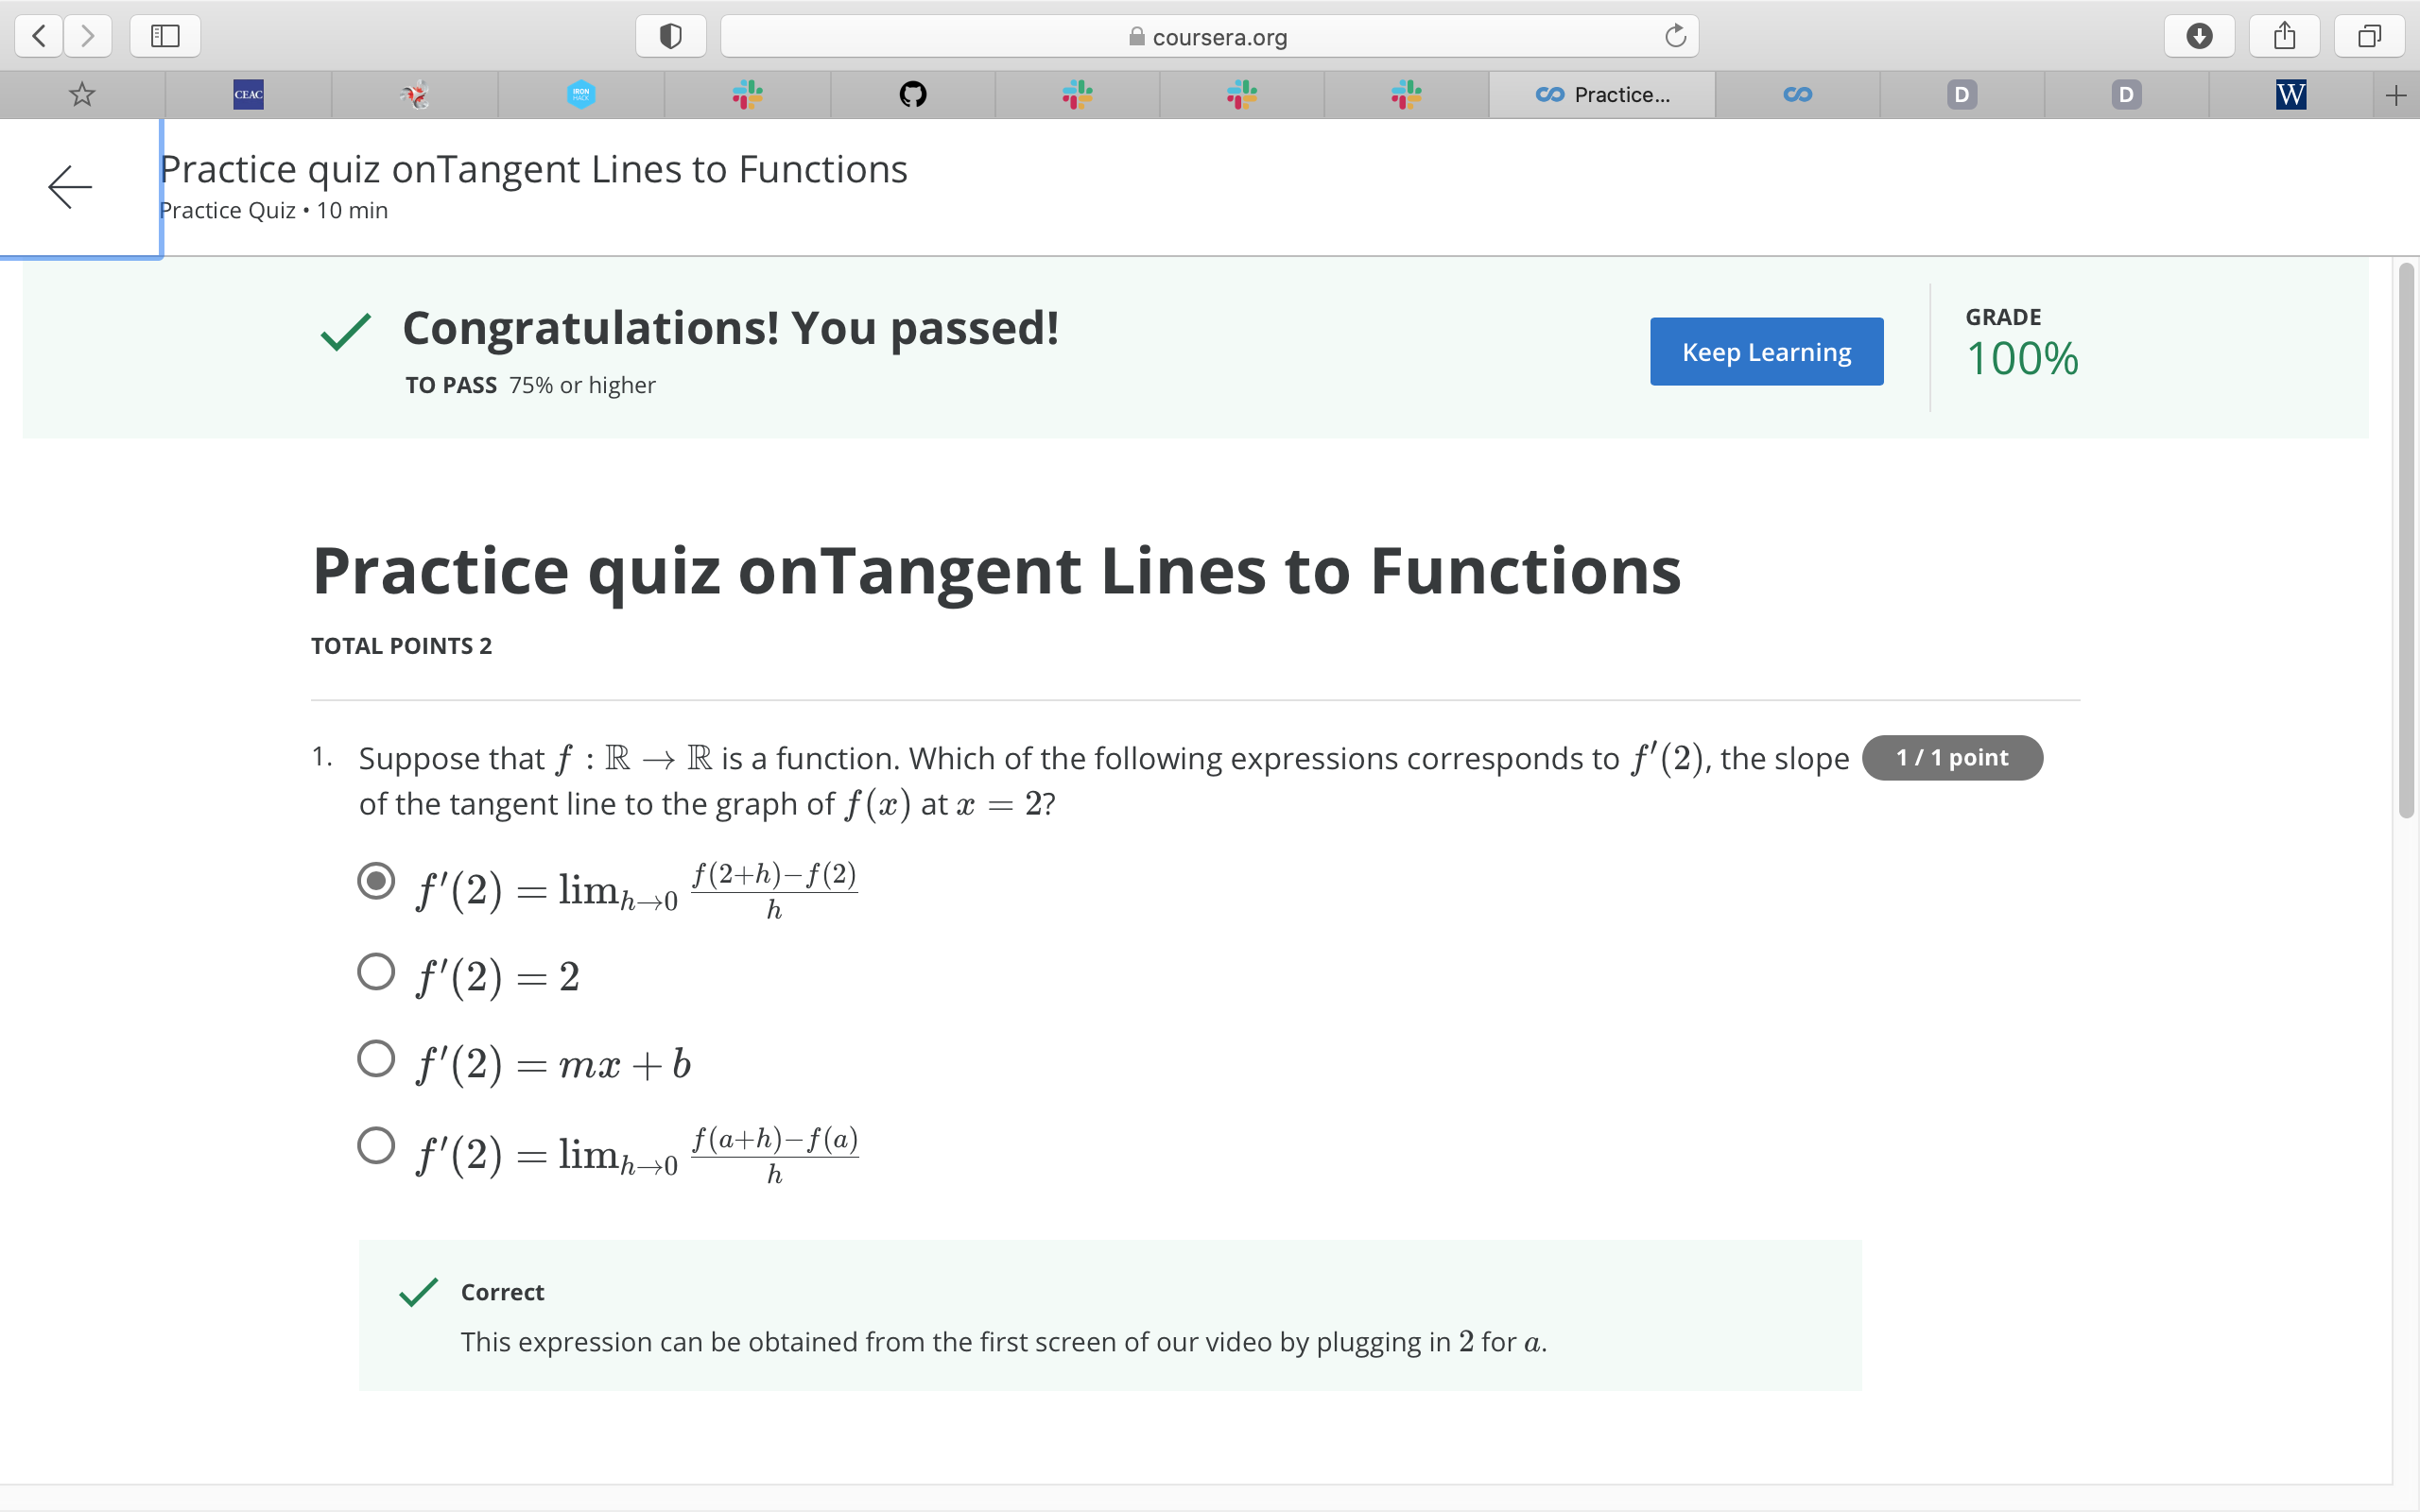 coursera.org
CEAC
IRON
HACK
Practice...
D
D
W
Practice quiz onTangent Lines to Functions
Practice Quiz • 10 min
Congratulations! You passed!
TO PASS 75% or higher
Keep Learning
GRADE
100%
Practice quiz onTangent Lines to Functions
TOTAL POINTS 2
1. Suppose that f : ℝ → ℝ is a function. Which of the following expressions corresponds to f′(2), the slope
1 / 1 point
of the tangent line to the graph of f(x) at x = 2?
f′(2) = lim_{h→0} \frac{f(2+h)−f(2)}{h}
f′(2) = 2
f′(2) = mx + b
f′(2) = lim_{h→0} \frac{f(a+h)−f(a)}{h}
Correct
This expression can be obtained from the first screen of our video by plugging in 2 for a.